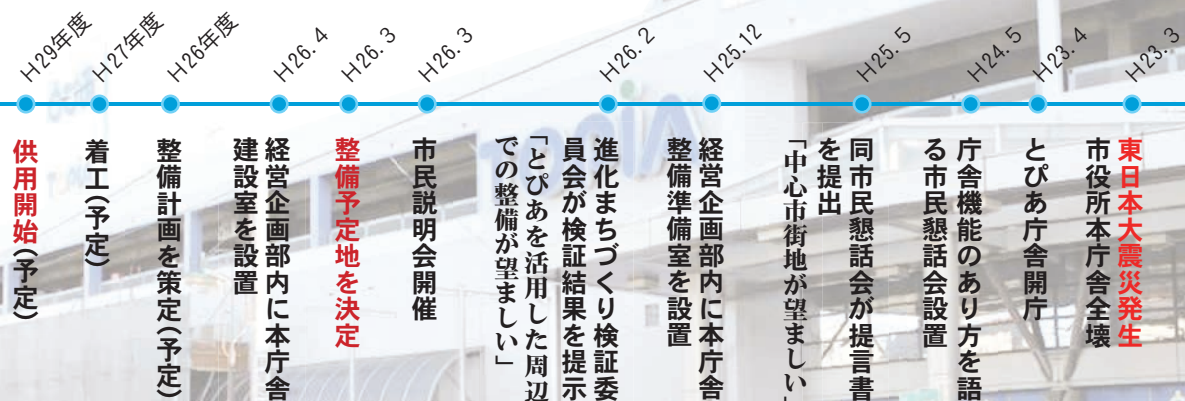 H23.3
東日本大震災発生
市役所本庁舎全壊
H23.4
とぴあ庁舎開庁
H24.5
庁舎機能のあり方を語
る市民懇話会設置
H25.5
同市民懇話会が提言書
を提出
「中心市街地が望ましい」
H25.12
経営企画部内に本庁舎
整備準備室を設置
H26.2
進化まちづくり検証委
員会が検証結果を提示
「とぴあを活用した周辺
での整備が望ましい」
H26.3
市民説明会開催
H26.3
整備予定地を決定
H26.4
経営企画部内に本庁舎
建設室を設置
H26年度
整備計画を策定(予定)
H27年度
着工(予定)
H29年度
供用開始(予定)